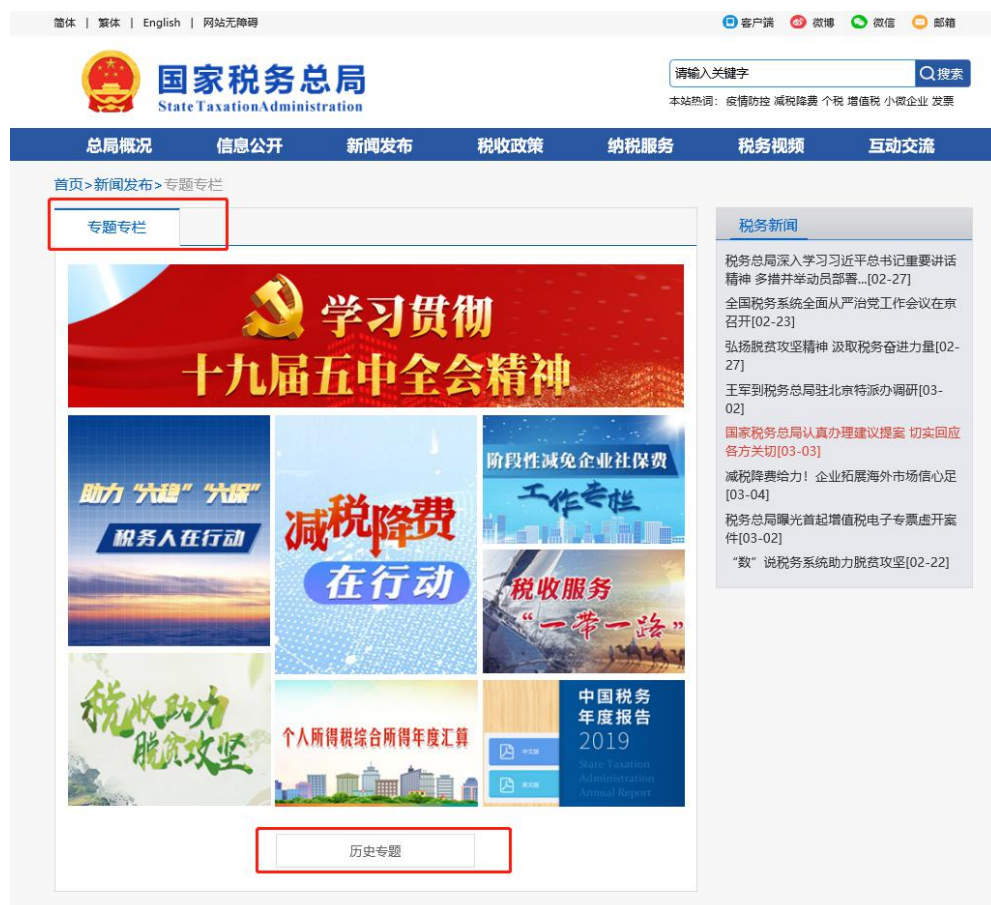 简体 | 繁体 | English | 网站无障碍
客户端 微博 微信 邮箱
国家税务总局
State Taxation Administration
请输入关键字
搜索
本站热词: 疫情防控 减税降费 个税 增值税 小微企业 发票
总局概况 信息公开 新闻发布 税收政策 纳税服务 税务视频 互动交流
首页>新闻发布>专题专栏
专题专栏
学习贯彻
十九届五中全会精神
助力“六稳”“六保”
税务人在行动
减税降费
在行动
阶段性减免企业社保费
工作专栏
税收服务
“一带一路”
税收助力
脱贫攻坚
个人所得税综合所得年度汇算
中国税务
年度报告
2019
State Taxation
Administration
Annual Report
中文版
英文版
历史专题
税务新闻
税务总局深入学习习近平总书记重要讲话
精神 多措并举动员部署...[02-27]
全国税务系统全面从严治党工作会议在京
召开[02-23]
弘扬脱贫攻坚精神 汲取税务奋进力量[02-
27]
王军到税务总局驻北京特派办调研[03-
02]
国家税务总局认真办理建议提案 切实回应
各方关切[03-03]
减税降费给力！企业拓展海外市场信心足
[03-04]
税务总局曝光首起增值税电子专票虚开案
件[03-02]
“数”说税务系统助力脱贫攻坚[02-22]